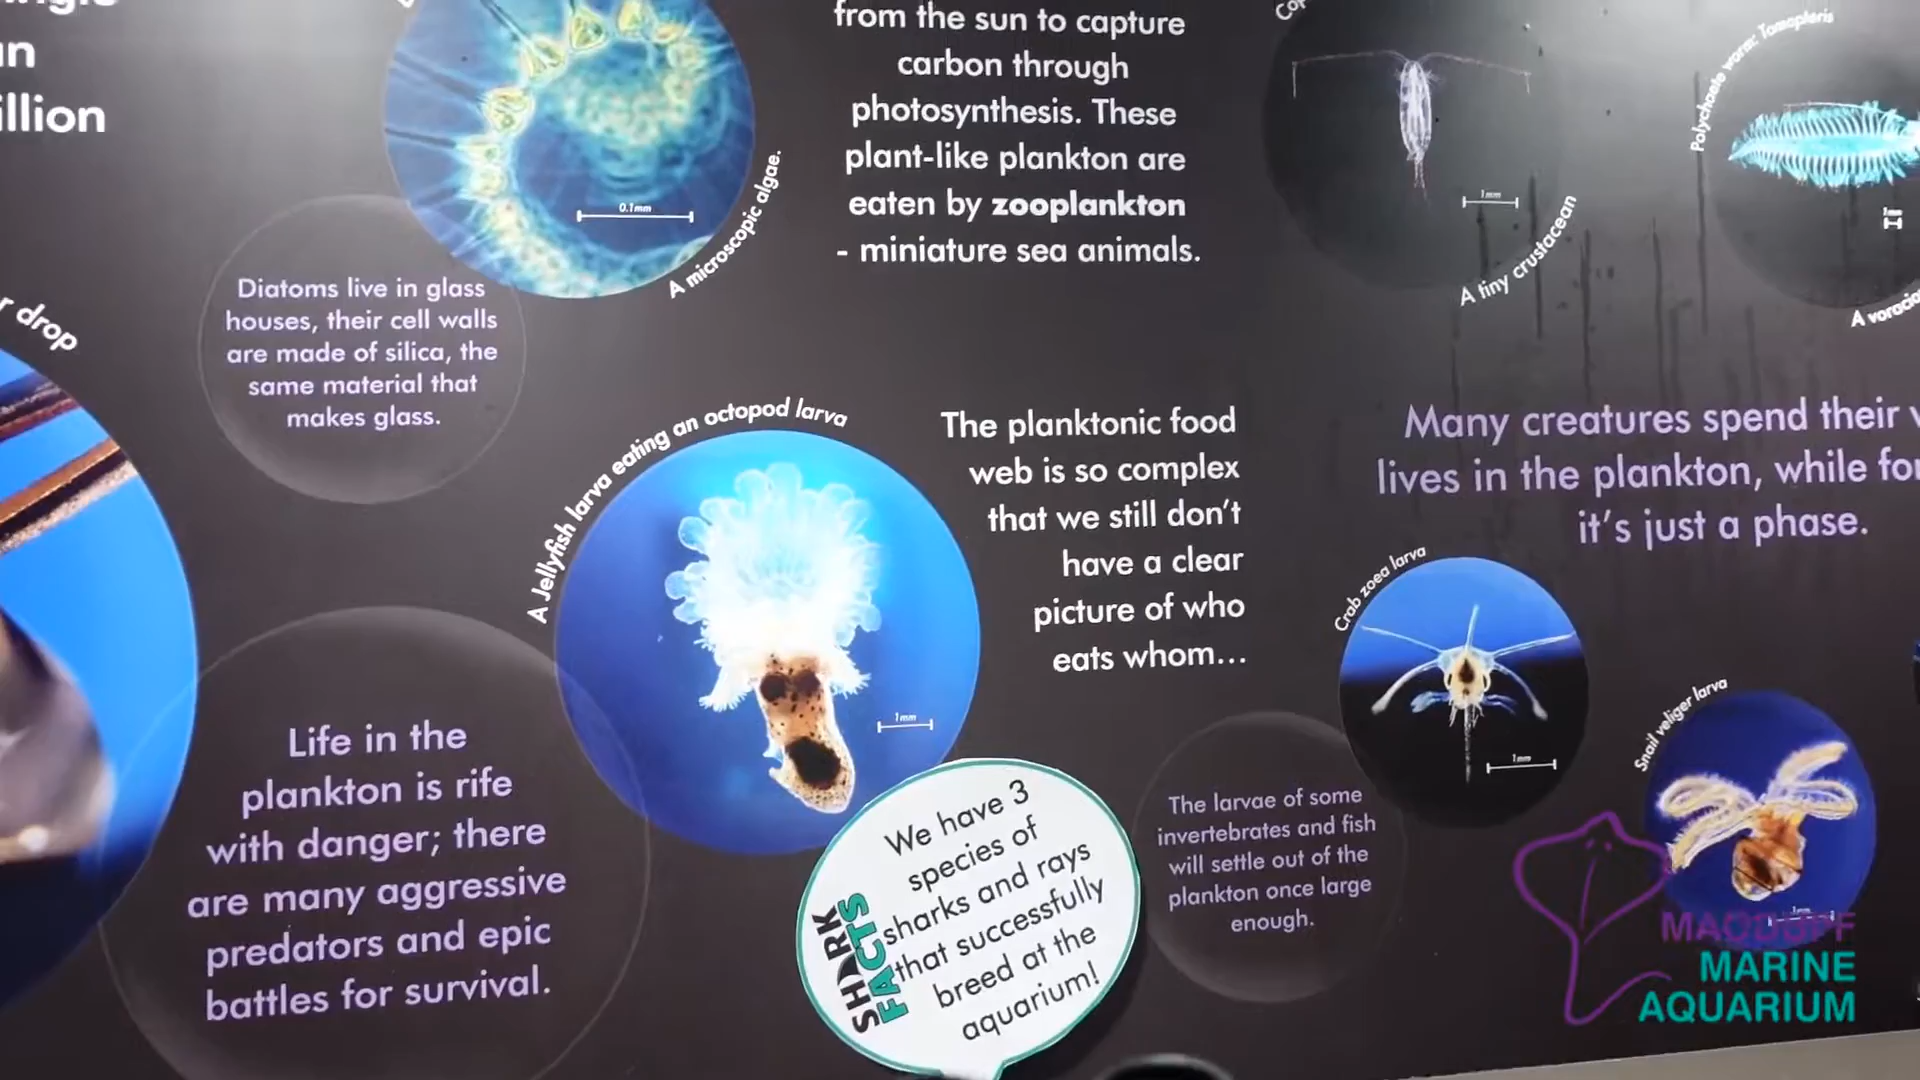 illion
drop
0.1mm
A microscopic algae.
from the sun to capture
carbon through
photosynthesis. These
plant-like plankton are
eaten by zooplankton
- miniature sea animals.
1mm
A tiny crustacean
Polychaete worm: Tomopteris
1mm
Diatoms live in glass
houses, their cell walls
are made of silica, the
same material that
makes glass.
A Jellyfish larva eating an octopod larva
1mm
The planktonic food
web is so complex
that we still don't
have a clear
picture of who
eats whom...
Many creatures spend their
lives in the plankton, while
it's just a phase.
Crab zoea larva
1mm
Snail veliger larva
1mm
Life in the
plankton is rife
with danger; there
are many aggressive
predators and epic
battles for survival.
SHARK
FACTS
We have 3
species of
sharks and rays
that successfully
breed at the
aquarium!
The larvae of some
invertebrates and fish
will settle out of the
plankton once large
enough.
MACDUFF
MARINE
AQUARIUM